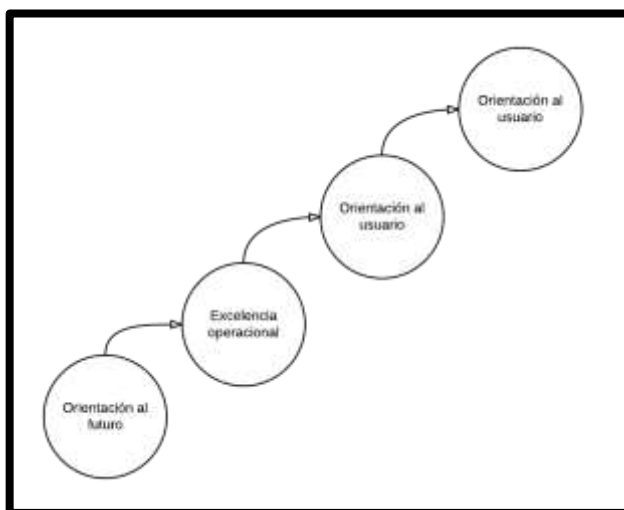 Orientación al
usuario
Orientación al
usuario
Excelencia
operacional
Orientación al
futuro